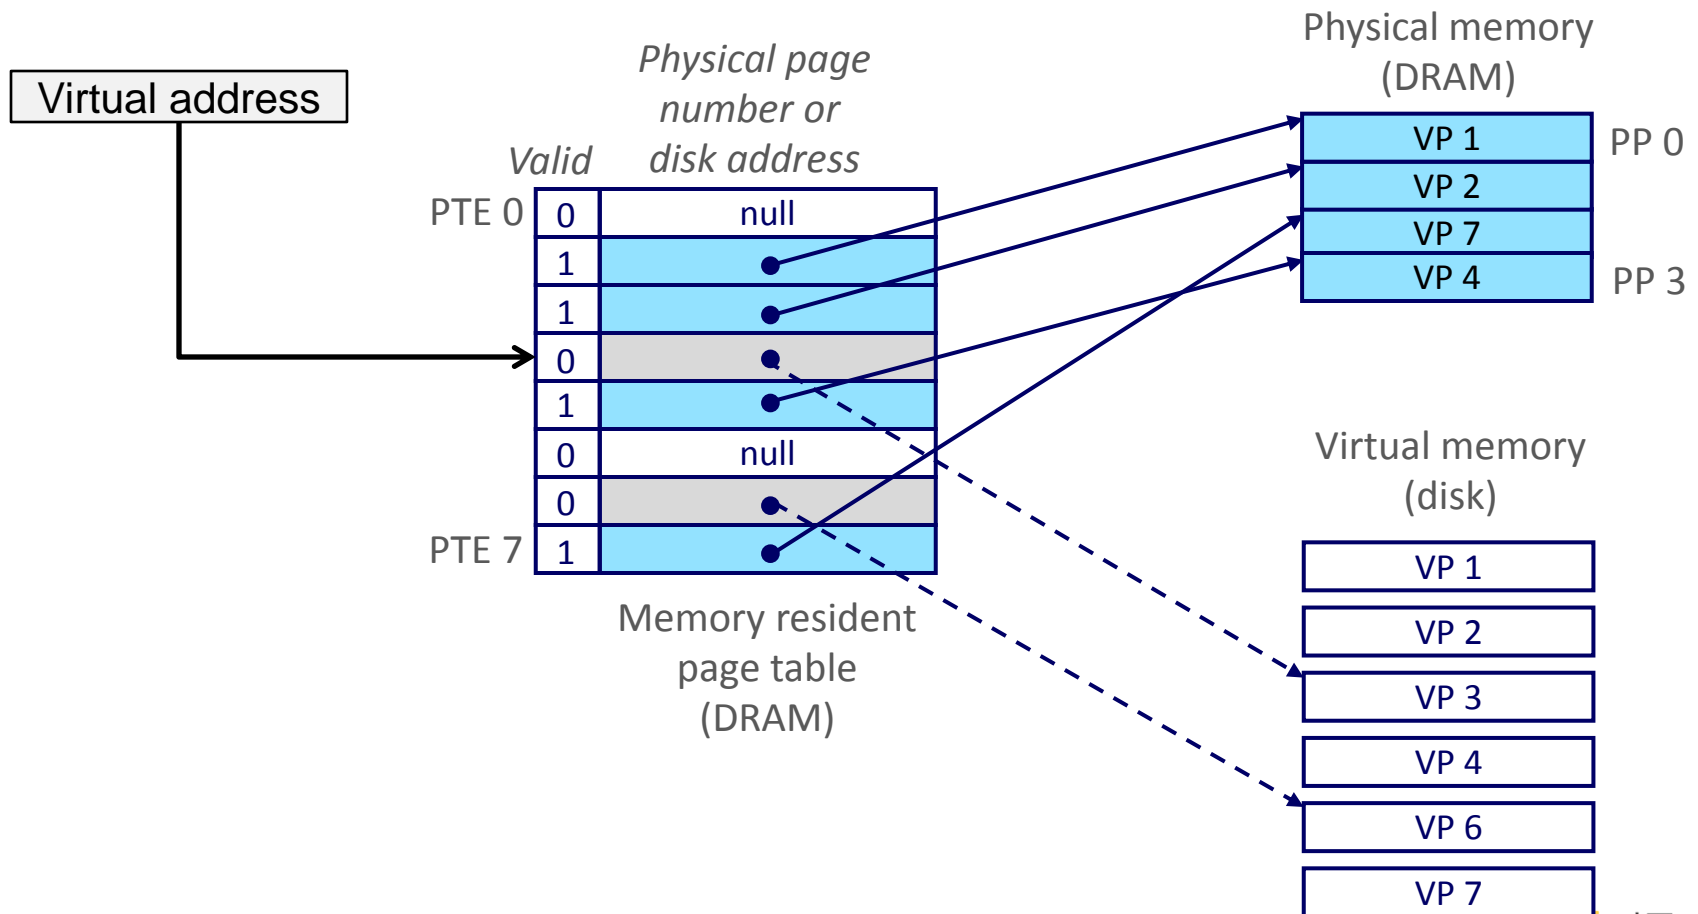 Virtual address
Physical page
number or
disk address
Valid
PTE 0
0
null
1
1
0
1
0
null
0
PTE 7
1
Memory resident
page table
(DRAM)
Physical memory
(DRAM)
VP 1
PP 0
VP 2
VP 7
VP 4
PP 3
Virtual memory
(disk)
VP 1
VP 2
VP 3
VP 4
VP 6
VP 7